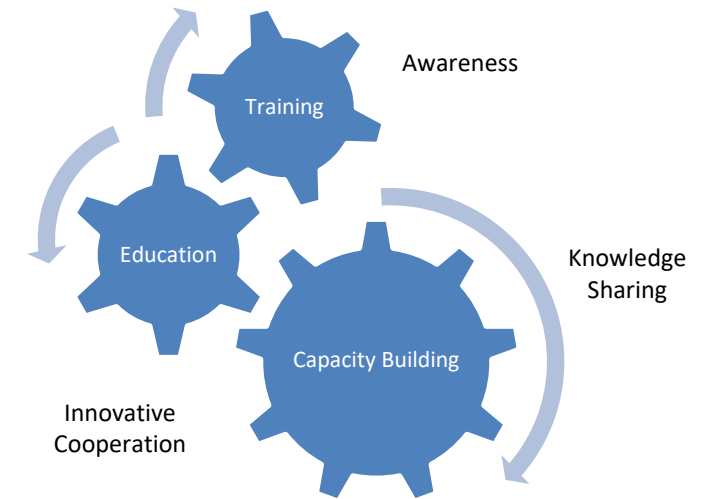 Awareness
Training
Education
Knowledge
Sharing
Capacity Building
Innovative
Cooperation